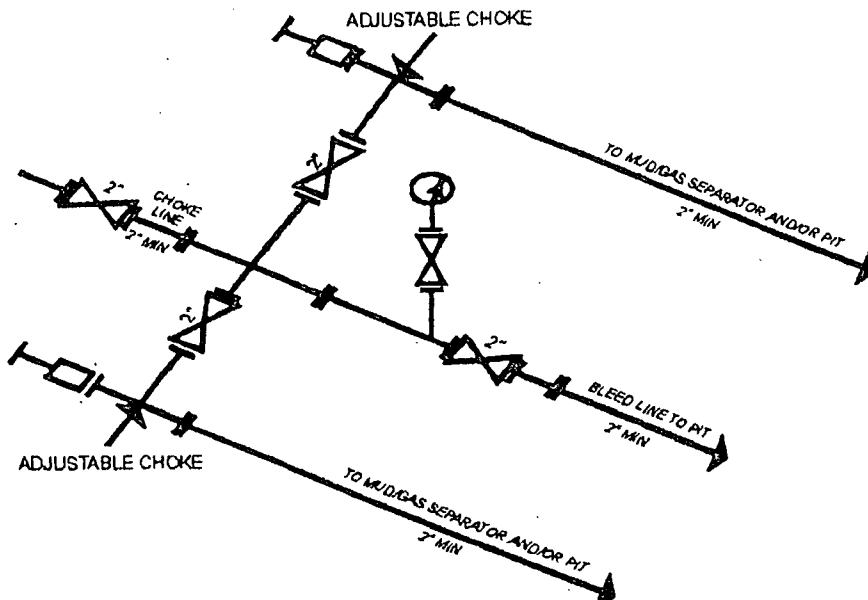 ADJUSTABLE CHOKE
TO MUD/GAS SEPARATOR AND/OR PIT
2" MIN
2"
2"
CHOKE
LINE
2" MIN
2"
2"
BLEED LINE TO PIT
2" MIN
ADJUSTABLE CHOKE
TO MUD/GAS SEPARATOR AND/OR PIT
2" MIN